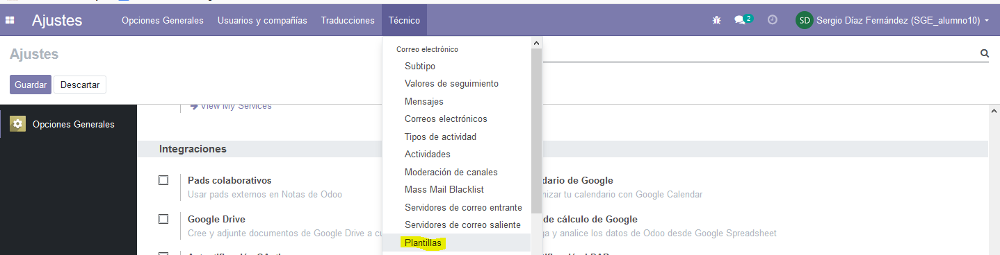 Ajustes
Opciones Generales
Usuarios y compañías
Traducciones
Técnico
2
SD
Sergio Díaz Fernández (SGE_alumno10)
Ajustes
Guardar
Descartar
Correo electrónico
Subtipo
Valores de seguimiento
Mensajes
Correos electrónicos
Tipos de actividad
Actividades
Moderación de canales
Mass Mail Blacklist
Servidores de correo entrante
Servidores de correo saliente
Plantillas
Opciones Generales
View My Services
Integraciones
Pads colaborativos
Usar pads externos en Notas de Odoo
dario de Google
nizar tu calendario con Google Calendar
Google Drive
Cree y adjunte documentos de Google Drive a cu
de cálculo de Google
ga y analice los datos de Odoo desde Google Spreadsheet